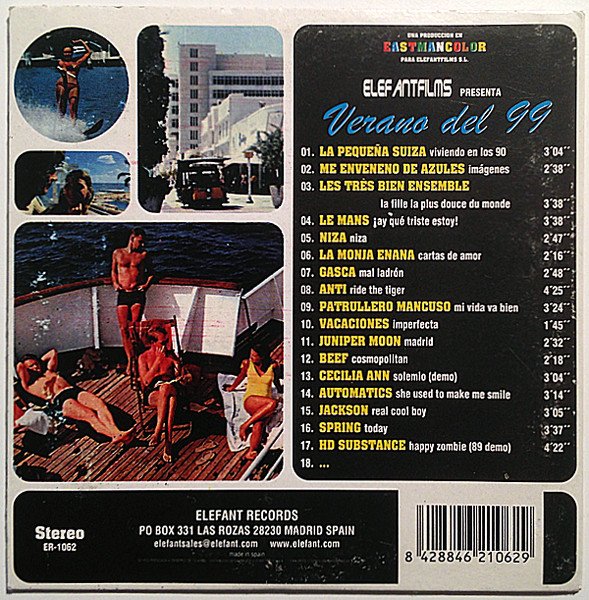 UNA PRODUCCION EN
EASTMANCOLOR
PARA ELEFANTFILMS S.L.
ELEFANTFILMS PRESENTA
Verano del 99
01. LA PEQUEÑA SUIZA viviendo en los 90 3´04´´
02. ME ENVENENO DE AZULES imágenes 2´38´´
03. LES TRÈS BIEN ENSEMBLE
la fille la plus douce du monde 3´38´´
04. LE MANS ¡ay qué triste estoy! 3´38´´
05. NIZA niza 2´47´´
06. LA MONJA ENANA cartas de amor 2´16´´
07. GASCA mal ladrón 2´48´´
08. ANTI ride the tiger 4´25´´
09. PATRULLERO MANCUSO mi vida va bien 3´24´´
10. VACACIONES imperfecta 1´45´´
11. JUNIPER MOON madrid 2´32´´
12. BEEF cosmopolitan 2´18´´
13. CECILIA ANN solemio (demo) 3´04´´
14. AUTOMATICS she used to make me smile 3´14´´
15. JACKSON real cool boy 3´05´´
16. SPRING today 3´37´´
17. HD SUBSTANCE happy zombie (89 demo) 4´22´´
18. ...
Stereo
ER-1062
ELEFANT RECORDS
PO BOX 331 LAS ROZAS 28230 MADRID SPAIN
elefantsales@elefant.com www.elefant.com
made in spain
8 428846 210629